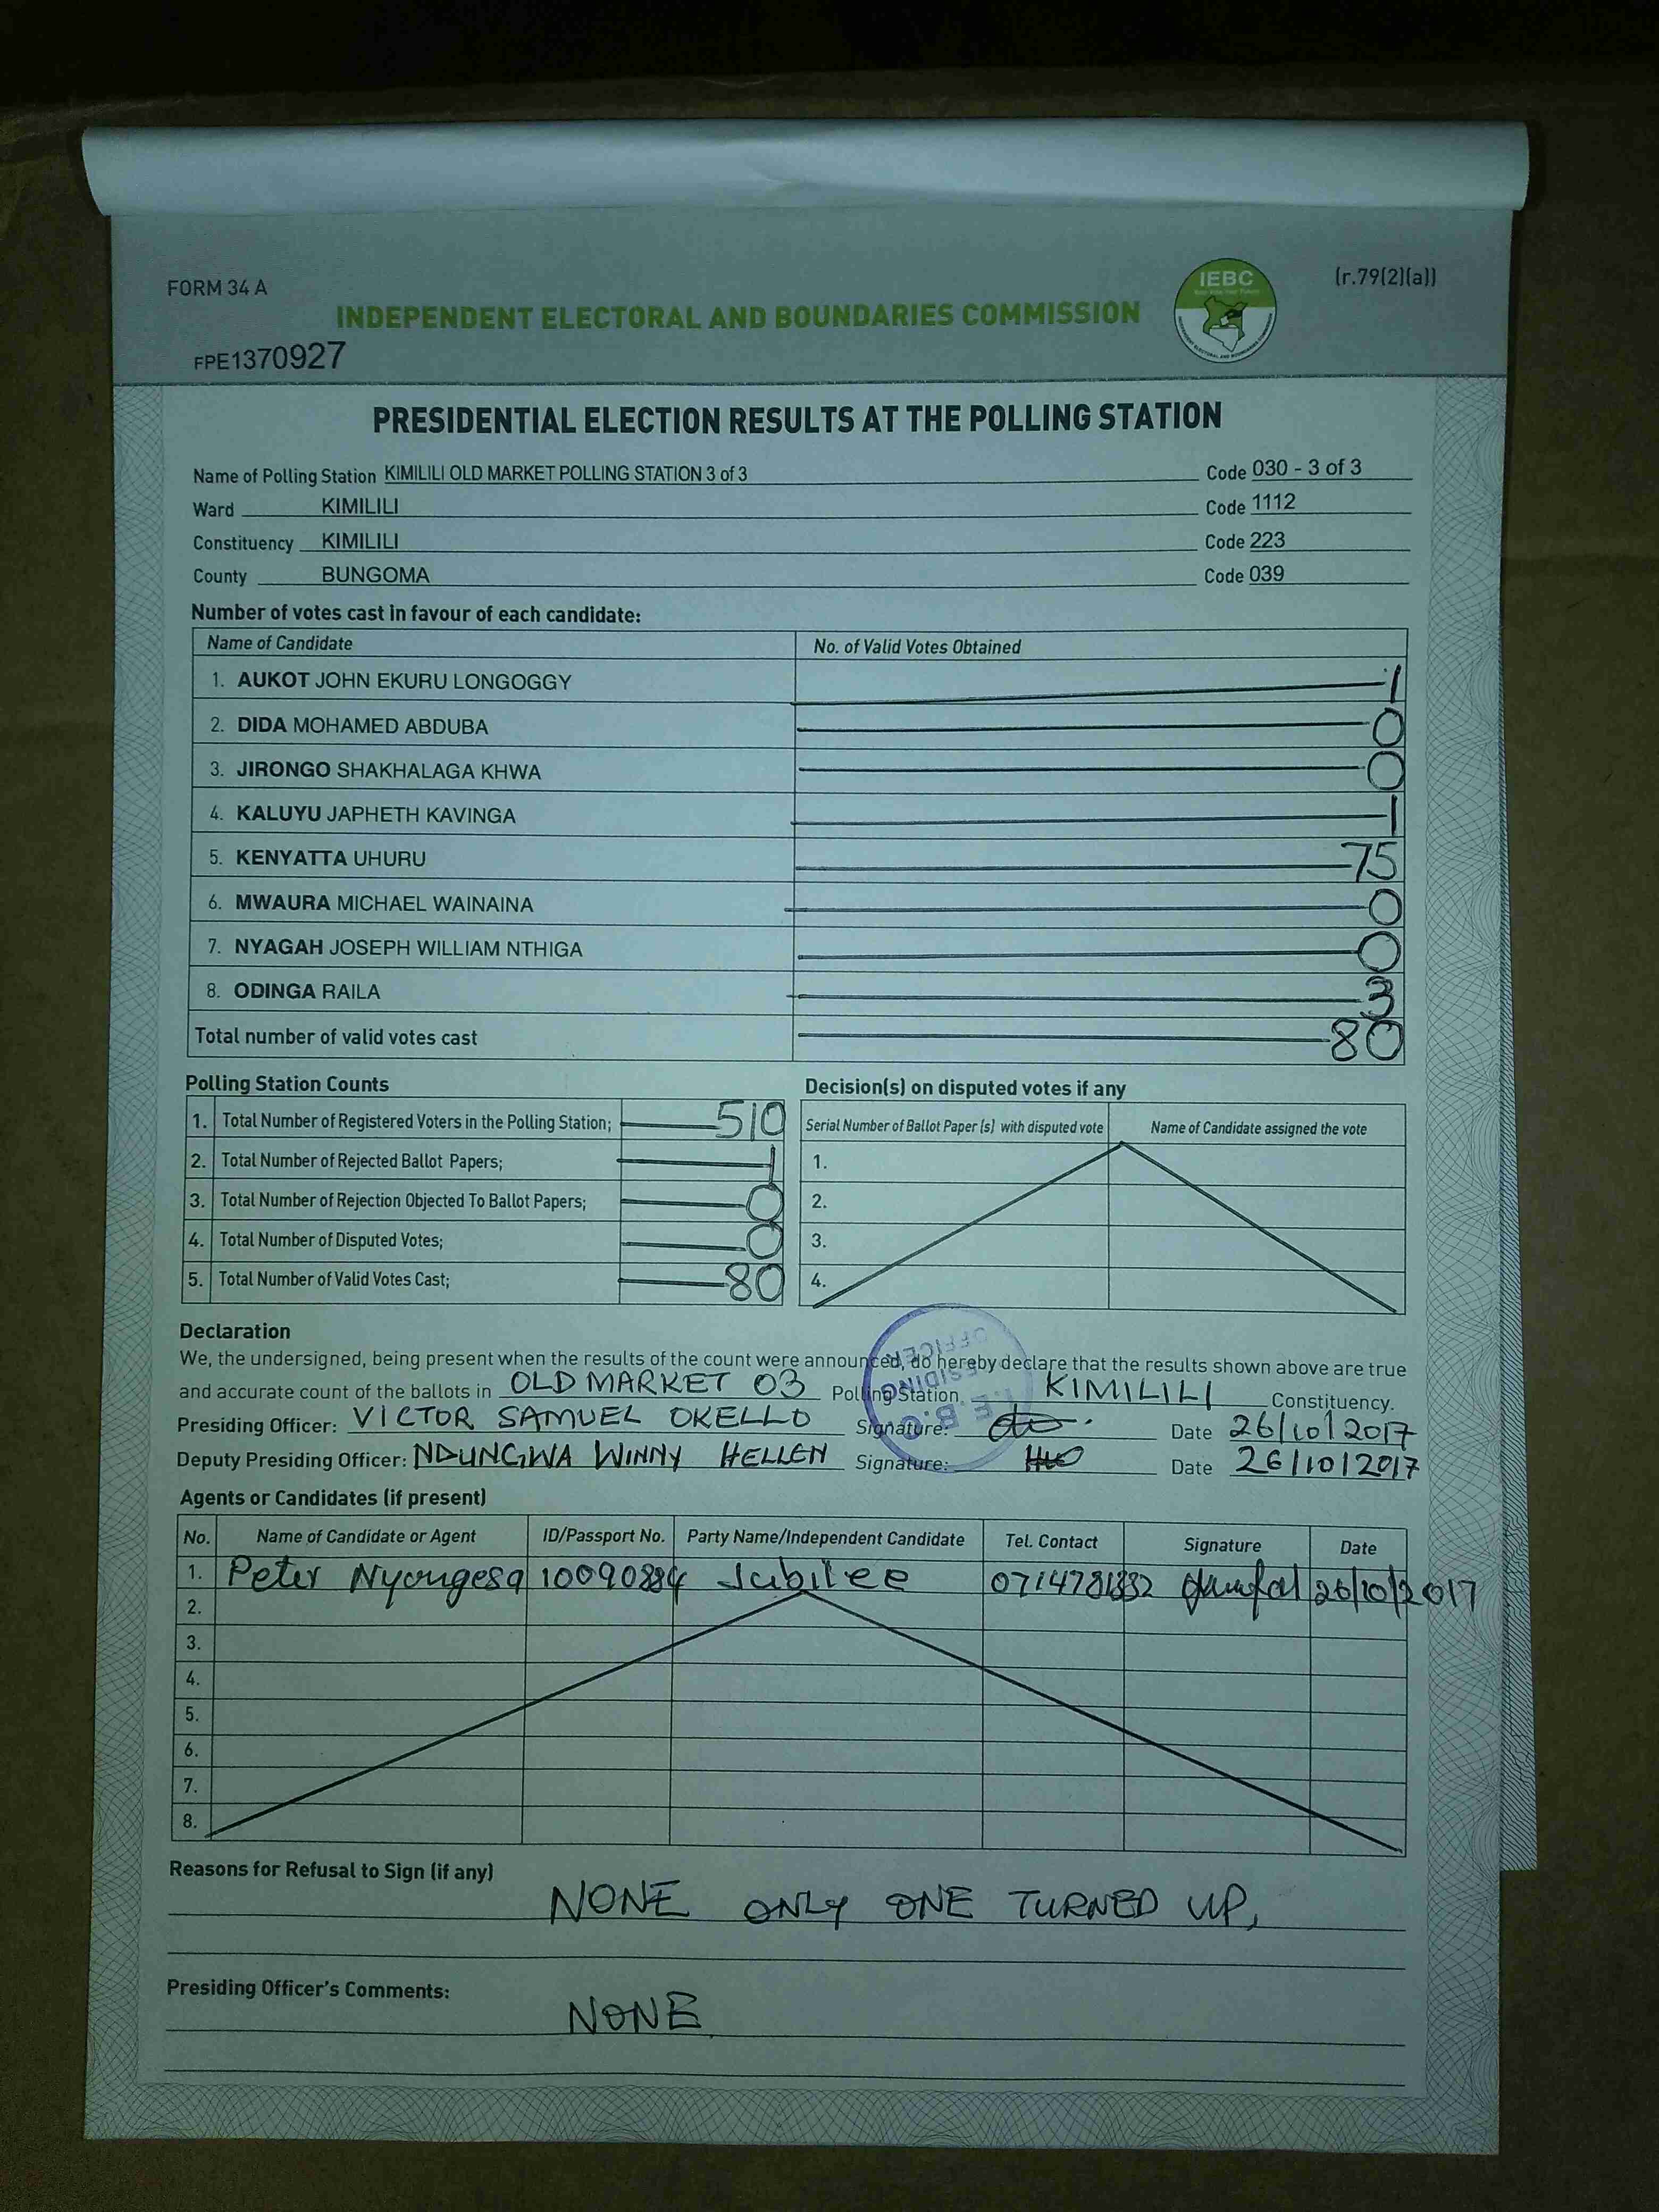 FORM 34 A
IEBC
(r.79(2)(a))
INDEPENDENT ELECTORAL AND BOUNDARIES COMMISSION
FPE1370927
PRESIDENTIAL ELECTION RESULTS AT THE POLLING STATION
Name of Polling Station KIMILILI OLD MARKET POLLING STATION 3 of 3 Code 030 - 3 of 3
Ward KIMILILI Code 1112
Constituency KIMILILI Code 223
County BUNGOMA Code 039
Number of votes cast in favour of each candidate:
Name of Candidate No. of Valid Votes Obtained
1. AUKOT JOHN EKURU LONGOGGY 1
2. DIDA MOHAMED ABDUBA 0
3. JIRONGO SHAKHALAGA KHWA 0
4. KALUYU JAPHETH KAVINGA 1
5. KENYATTA UHURU 75
6. MWAURA MICHAEL WAINAINA 0
7. NYAGAH JOSEPH WILLIAM NTHIGA 0
8. ODINGA RAILA 3
Total number of valid votes cast 80
Polling Station Counts
1. Total Number of Registered Voters in the Polling Station; 510
2. Total Number of Rejected Ballot Papers; 1
3. Total Number of Rejection Objected To Ballot Papers; 0
4. Total Number of Disputed Votes; 0
5. Total Number of Valid Votes Cast; 80
Decision(s) on disputed votes if any
Serial Number of Ballot Paper (s) with disputed vote Name of Candidate assigned the vote
1.
2.
3.
4.
Declaration
We, the undersigned, being present when the results of the count were announced, do hereby declare that the results shown above are true
and accurate count of the ballots in OLD MARKET 03 Polling Station, KIMILILI Constituency.
Presiding Officer: VICTOR SAMUEL OKELLO Signature: Date 26/10/2017
Deputy Presiding Officer: NDUNGWA WINNY HELLEN Signature: Date 26/10/2017
I.E.B.C PRESIDING OFFICER
Agents or Candidates (if present)
No. Name of Candidate or Agent ID/Passport No. Party Name/Independent Candidate Tel. Contact Signature Date
1. Peter Nyongesa Jubilee 26/10/2017
2.
3.
4.
5.
6.
7.
8.
Reasons for Refusal to Sign (if any)
NONE ONLY ONE TURNED UP,
Presiding Officer's Comments:
NONE